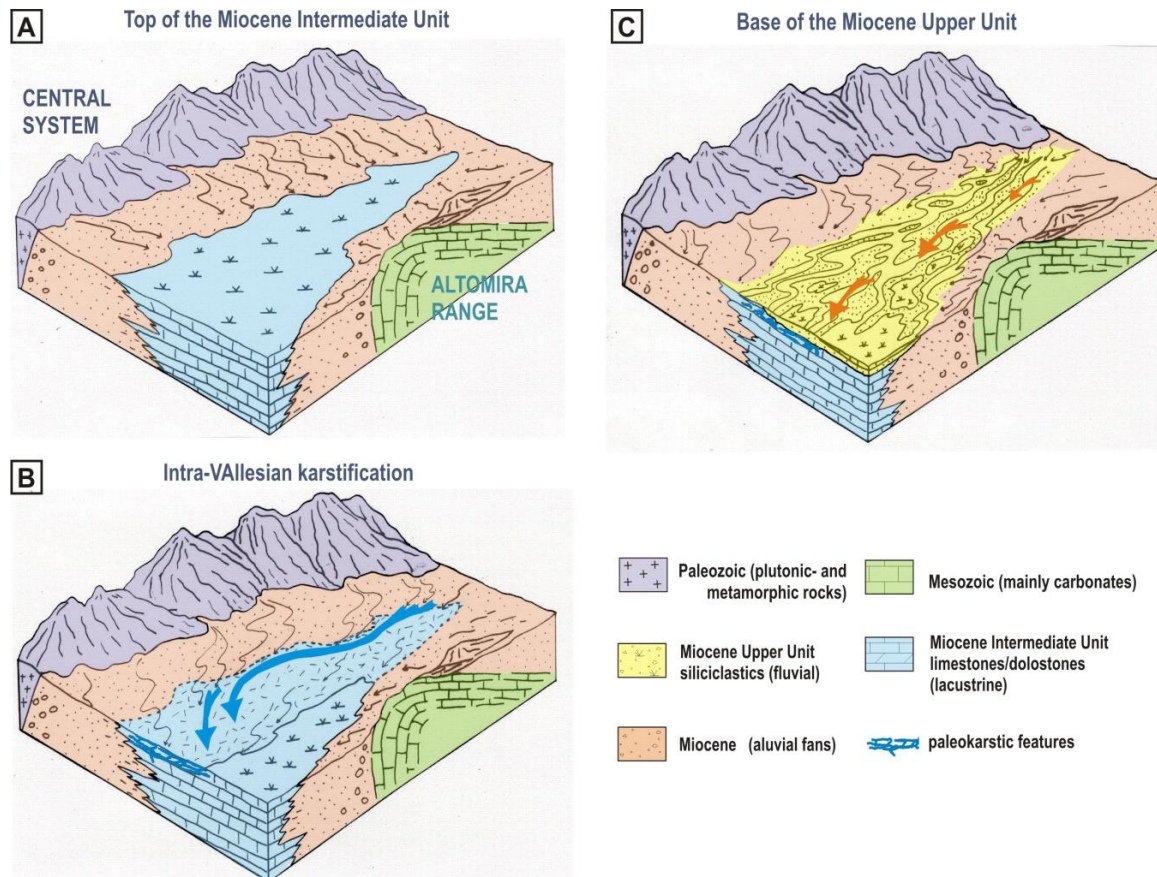 A
Top of the Miocene Intermediate Unit
CENTRAL
SYSTEM
ALTOMIRA
RANGE
B
Intra-VAllesian karstification
C
Base of the Miocene Upper Unit
Paleozoic (plutonic- and
metamorphic rocks)
Mesozoic (mainly carbonates)
Miocene Upper Unit
siliciclastics (fluvial)
Miocene Intermediate Unit
limestones/dolostones
(lacustrine)
Miocene (aluvial fans)
paleokarstic features